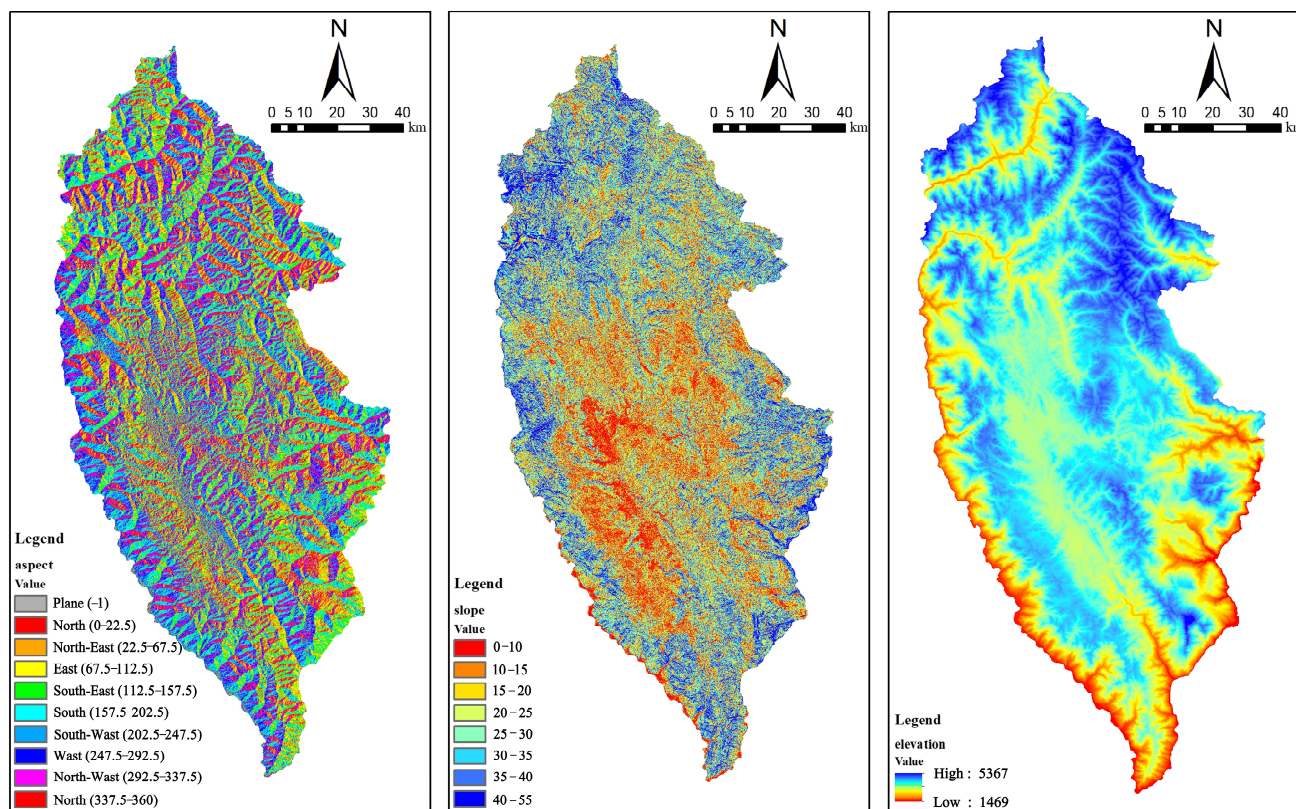 N
0 5 10 20 30 40
km
Legend
aspect
Value
Plane (-1)
North (0-22.5)
North-East (22.5-67.5)
East (67.5-112.5)
South-East (112.5-157.5)
South (157.5 202.5)
South-West (202.5-247.5)
Wast (247.5-292.5)
North-West (292.5-337.5)
North (337.5-360)
N
0 5 10 20 30 40
km
Legend
slope
Value
0-10
10-15
15-20
20-25
25-30
30-35
35-40
40-55
N
0 5 10 20 30 40
km
Legend
elevation
Value
High : 5367
Low : 1469